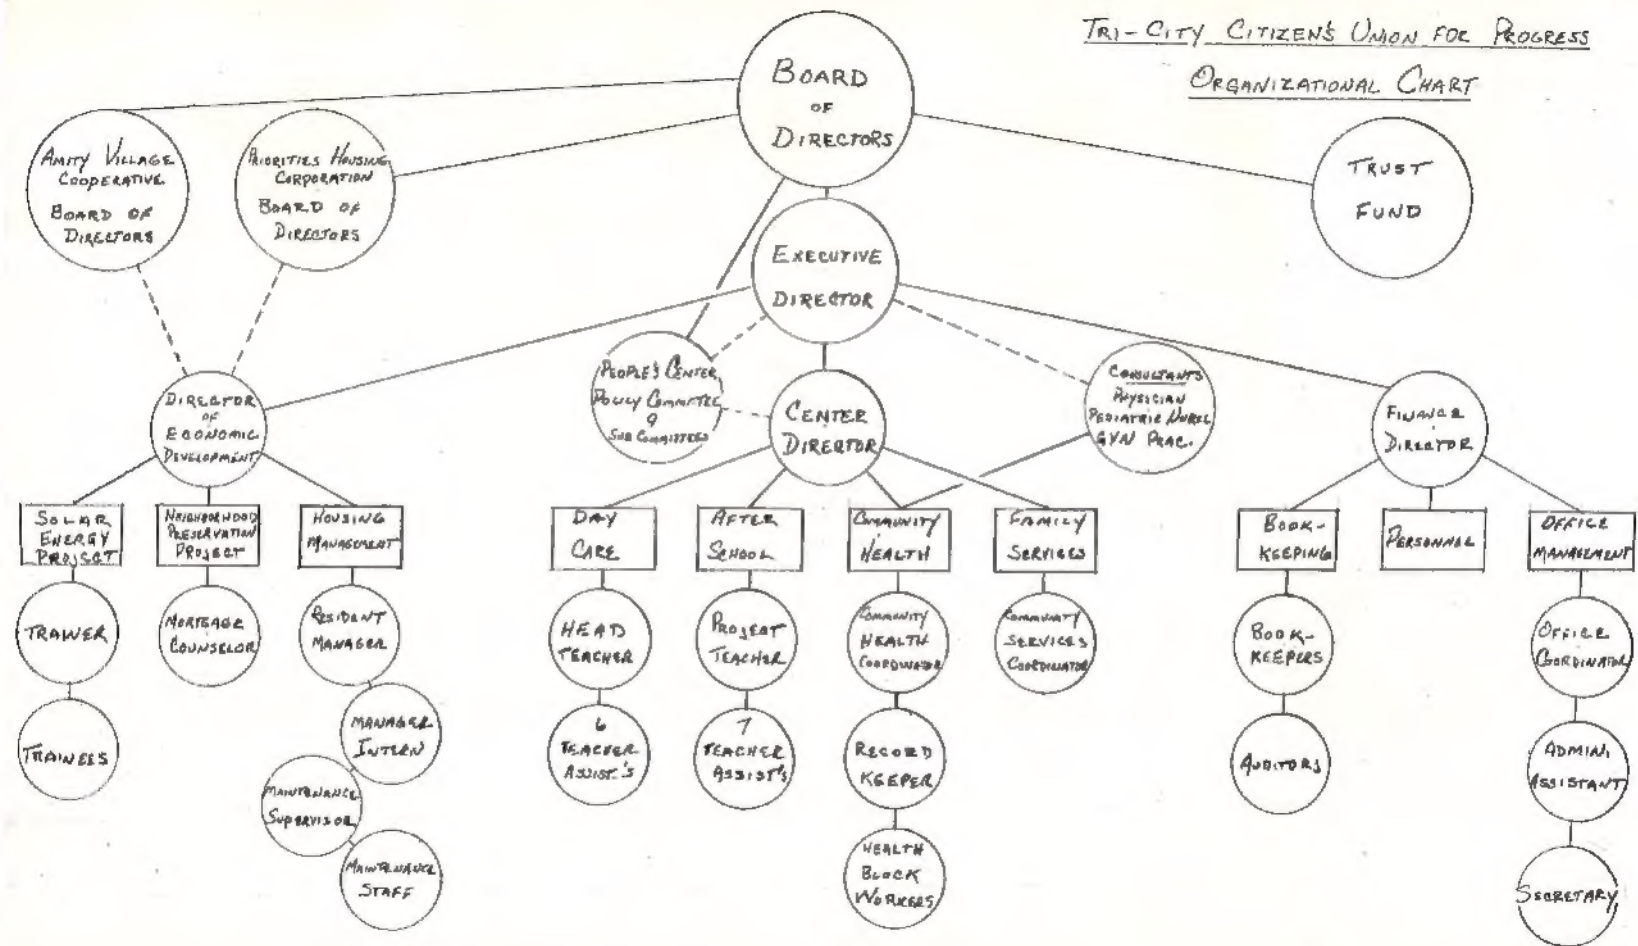 TRI-CITY CITIZEN'S UNION FOR PROGRESS
ORGANIZATIONAL CHART
BOARD
OF
DIRECTORS
AMITY VILLAGE
COOPERATIVE
BOARD OF
DIRECTORS
PRIORITIES HOUSING
CORPORATION
BOARD OF
DIRECTORS
TRUST
FUND
EXECUTIVE
DIRECTOR
PEOPLE'S CENTER
POLICY COMMITTEE
9
SUB COMMITTEES
CENTER
DIRECTOR
CONSULTANTS
PHYSICIAN
PEDIATRIC NURSE
GYN PRAC.
DIRECTOR
OF
ECONOMIC
DEVELOPMENT
FINANCE
DIRECTOR
SOLAR
ENERGY
PROJECT
NEIGHBORHOOD
PRESERVATION
PROJECT
HOUSING
MANAGEMENT
DAY
CARE
AFTER
SCHOOL
COMMUNITY
HEALTH
FAMILY
SERVICES
BOOK-
KEEPING
PERSONNEL
OFFICE
MANAGEMENT
TRAINER
MORTGAGE
COUNSELOR
RESIDENT
MANAGER
HEAD
TEACHER
PROJECT
TEACHER
COMMUNITY
HEALTH
COORDINATOR
COMMUNITY
SERVICES
COORDINATOR
BOOK-
KEEPERS
OFFICE
CORDINATOR
TRAINEES
MANAGER
INTERN
6
TEACHER
ASSIST.'S
7
TEACHER
ASSIST'S
RECORD
KEEPER
AUDITORS
ADMINI.
ASSISTANT
MAINTENANCE
SUPERVISOR
MAINTENANCE
STAFF
HEALTH
BLOCK
WORKERS
SECRETARY